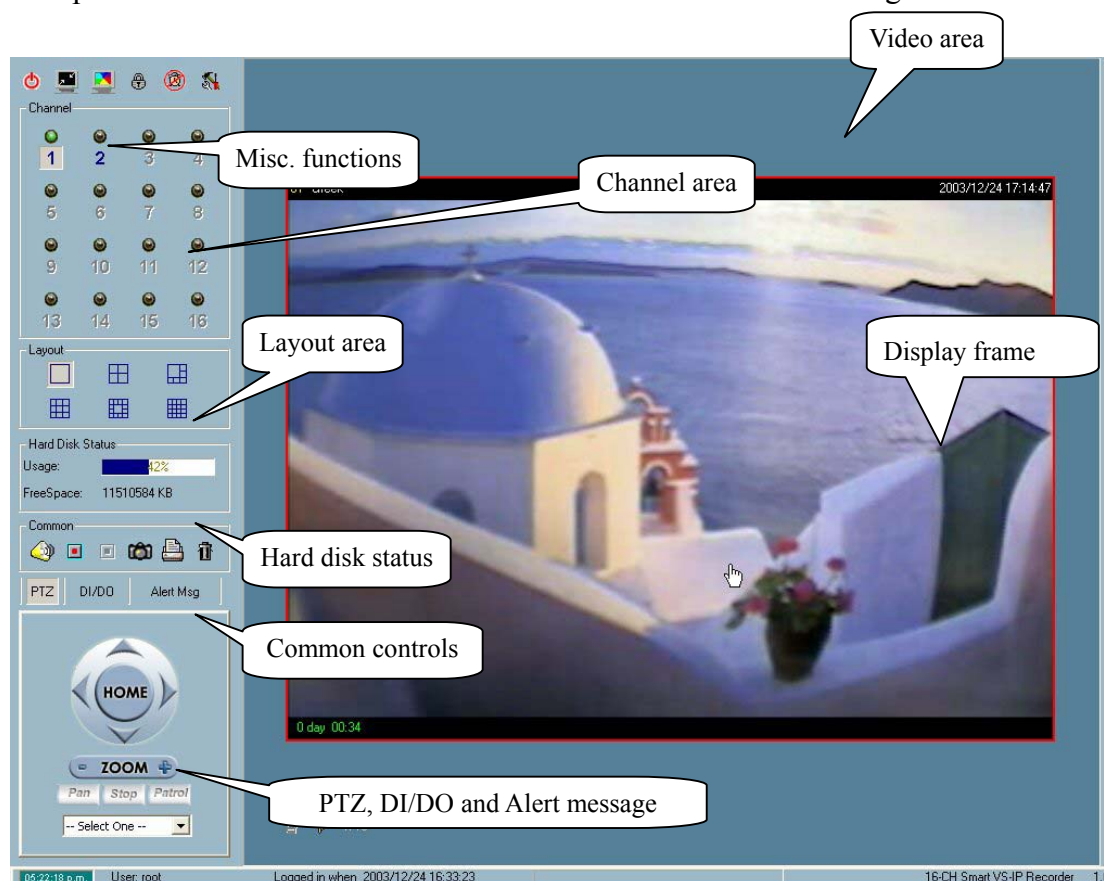 Video area
Channel
1 2 3 4
Misc. functions
Channel area
2003/12/24 17:14:47
5 6 7 8
9 10 11 12
13 14 15 16
Layout
Layout area
Display frame
Hard Disk Status
Usage: 42%
FreeSpace: 11510584 KB
Common
Hard disk status
PTZ DI/DO Alert Msg
Common controls
HOME
0 day 00:34
ZOOM
Pan Stop Patrol
PTZ, DI/DO and Alert message
-- Select One --
05:22:18 p.m. User: root Logged in when 2003/12/24 16:33:23 16-CH Smart VS-IP Recorder